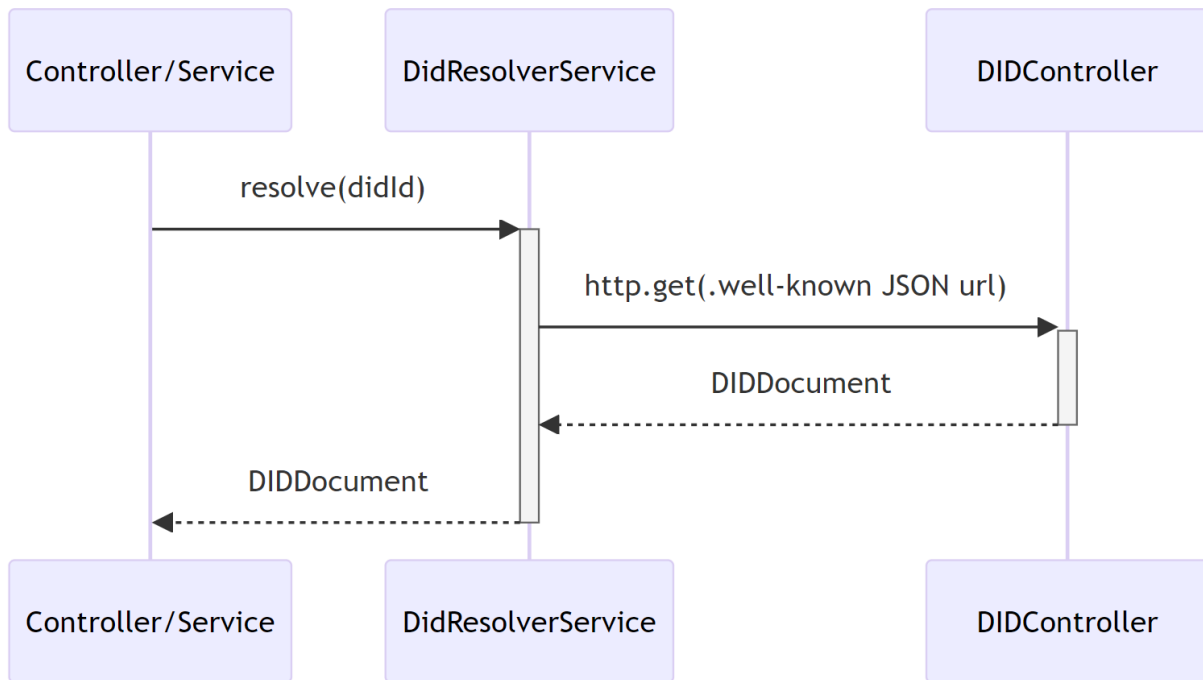 Controller/Service
DidResolverService
DIDController
resolve(didId)
http.get(.well-known JSON url)
DIDDocument
DIDDocument
Controller/Service
DidResolverService
DIDController